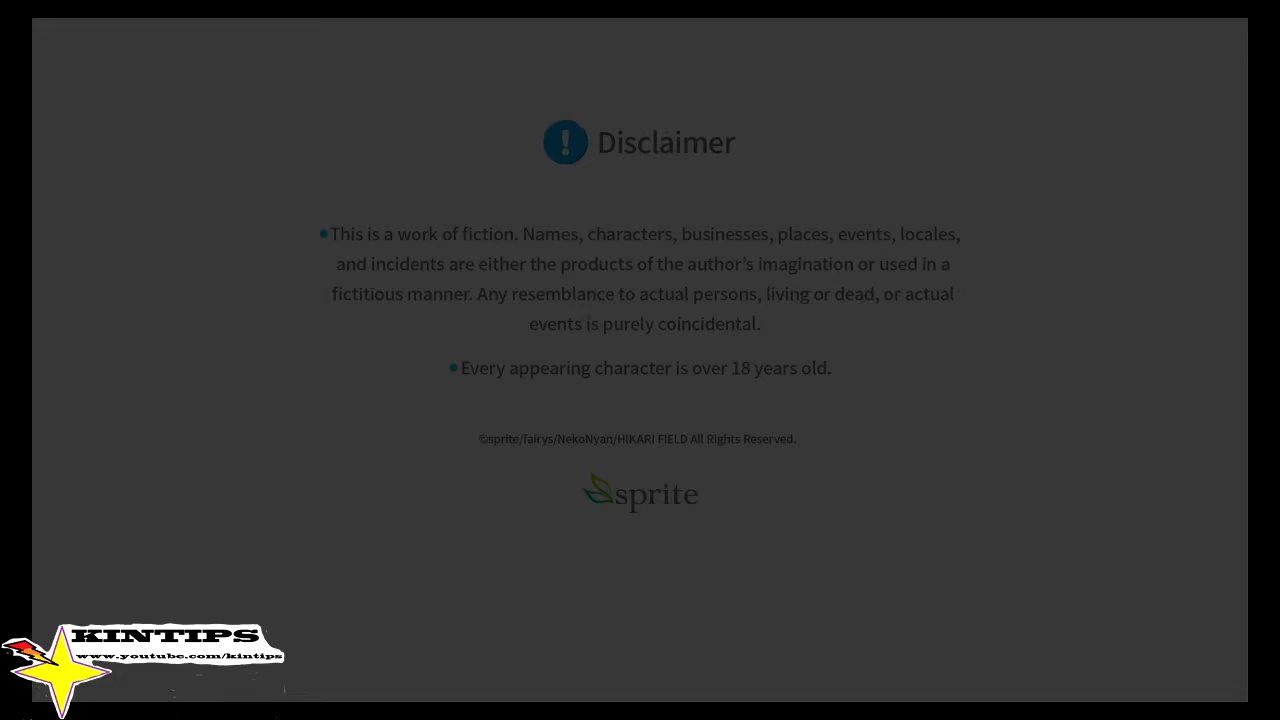 Disclaimer
•This is a work of fiction. Names, characters, businesses, places, events, locales,
and incidents are either the products of the author’s imagination or used in a
fictitious manner. Any resemblance to actual persons, living or dead, or actual
events is purely coincidental.
•Every appearing character is over 18 years old.
©sprite/fairys/NekoNyan/HIKARI FIELD All Rights Reserved.
sprite
KINTIPS
www.youtube.com/kintips